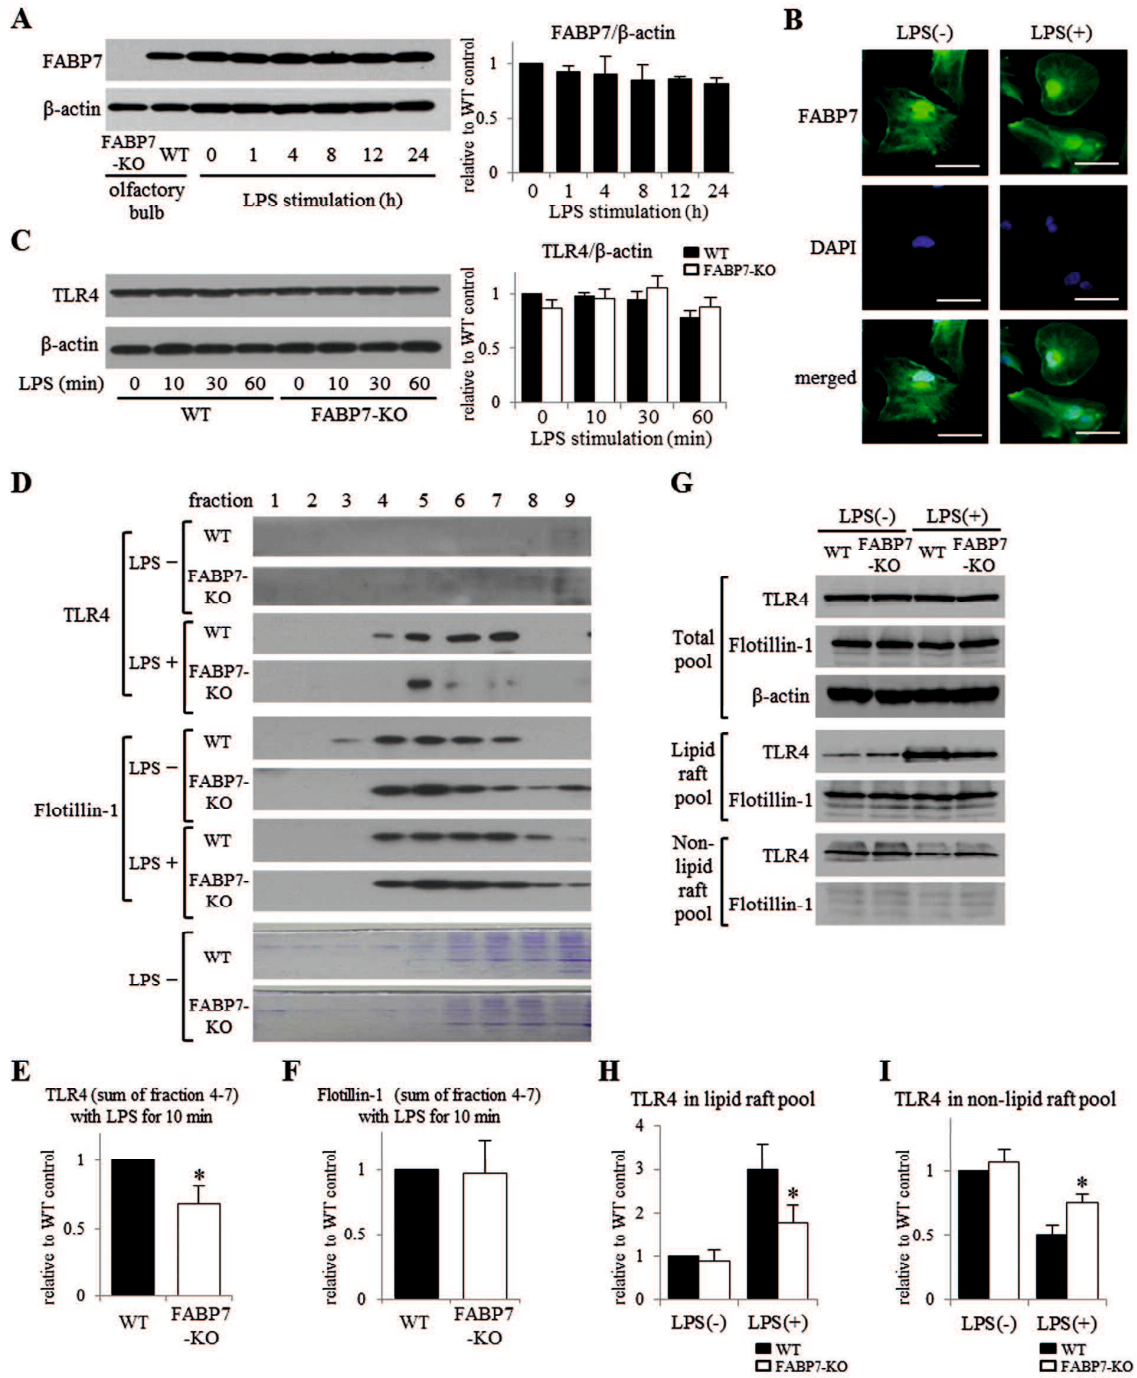 A
FABP7
β-actin
FABP7
-KO
WT
0 1 4 8 12 24
olfactory
bulb
LPS stimulation (h)
FABP7/β-actin
relative to WT control
1
0.5
0
0 1 4 8 12 24
LPS stimulation (h)
B
LPS(-) LPS(+)
FABP7
DAPI
merged
C
TLR4
β-actin
LPS (min) 0 10 30 60 0 10 30 60
WT FABP7-KO
TLR4/β-actin
WT
FABP7-KO
relative to WT control
1
0.5
0
0 10 30 60
LPS stimulation (min)
D
fraction 1 2 3 4 5 6 7 8 9
TLR4
LPS −
WT
FABP7-
KO
LPS +
WT
FABP7-
KO
Flotillin-1
LPS −
WT
FABP7-
KO
LPS +
WT
FABP7-
KO
LPS −
WT
FABP7-
KO
G
LPS(-) LPS(+)
WT FABP7
-KO
WT FABP7
-KO
Total
pool
TLR4
Flotillin-1
β-actin
Lipid
raft
pool
TLR4
Flotillin-1
Non-
lipid
raft
pool
TLR4
Flotillin-1
E
TLR4 (sum of fraction 4-7)
with LPS for 10 min
relative to WT control
1
0.5
0
*
WT FABP7
-KO
F
Flotillin-1 (sum of fraction 4-7)
with LPS for 10 min
relative to WT control
1
0.5
0
WT FABP7
-KO
H
TLR4 in lipid raft pool
relative to WT control
4
3
2
1
0
*
LPS(-) LPS(+)
WT
FABP7-KO
I
TLR4 in non-lipid raft pool
relative to WT control
1
0.5
0
*
LPS(-) LPS(+)
WT
FABP7-KO